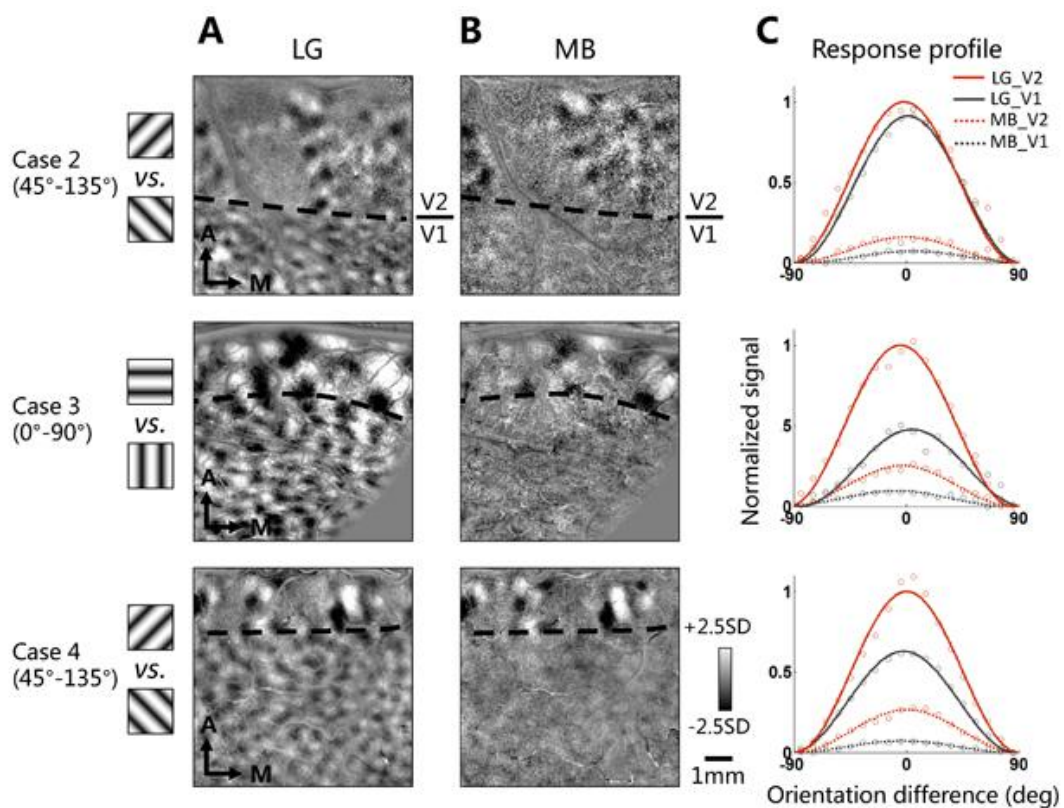 A
B
C
LG
MB
Response profile
LG_V2
LG_V1
MB_V2
MB_V1
Case 2
(45°-135°)
vs.
A
M
V2
V1
V2
V1
1
0.5
0
-90
0
90
Case 3
(0°-90°)
vs.
A
M
1
5
0
-90
0
90
Normalized signal
Case 4
(45°-135°)
vs.
A
M
+2.5SD
-2.5SD
1mm
1
0.5
0
-90
0
90
Orientation difference (deg)